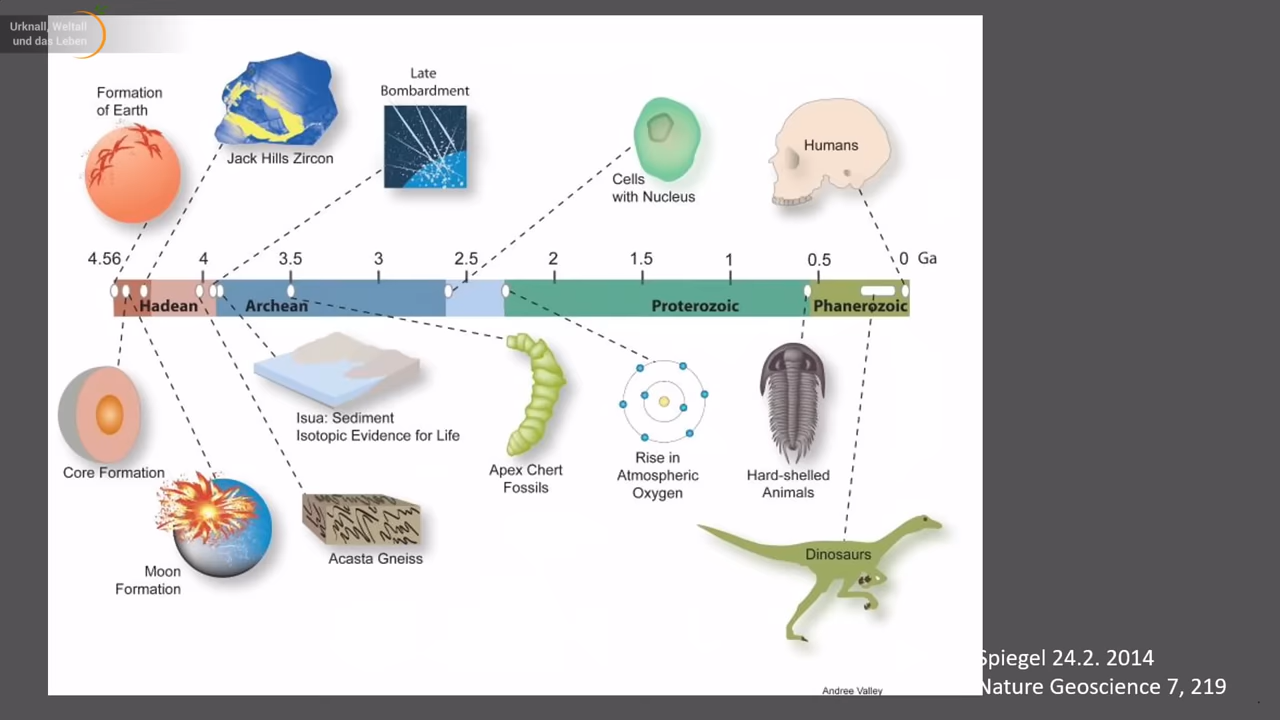 Urknall, Weltall
und das Leben
Formation
of Earth
Jack Hills Zircon
Late
Bombardment
Cells
with Nucleus
Humans
4.56 4 3.5 3 2.5 2 1.5 1 0.5 0 Ga
Hadean Archean Proterozoic Phanerozoic
Core Formation
Isua: Sediment
Isotopic Evidence for Life
Apex Chert
Fossils
Rise in
Atmospheric
Oxygen
Hard-shelled
Animals
Moon
Formation
Acasta Gneiss
Dinosaurs
Spiegel 24.2. 2014
Nature Geoscience 7, 219
Andree Valley